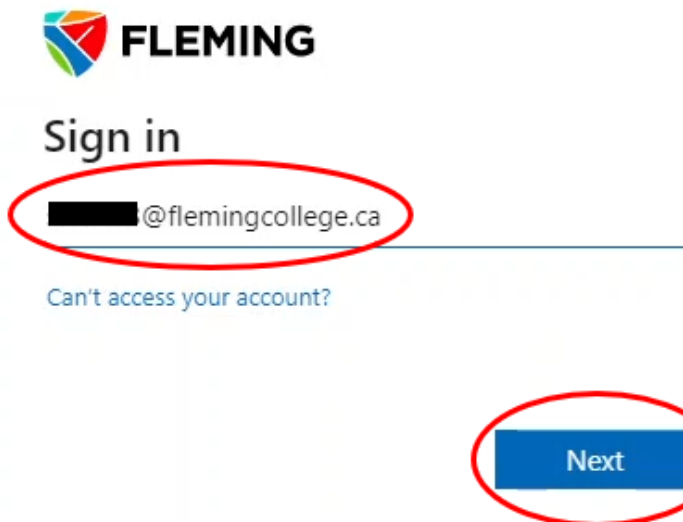 FLEMING
Sign in
@flemingcollege.ca
Can't access your account?
Next